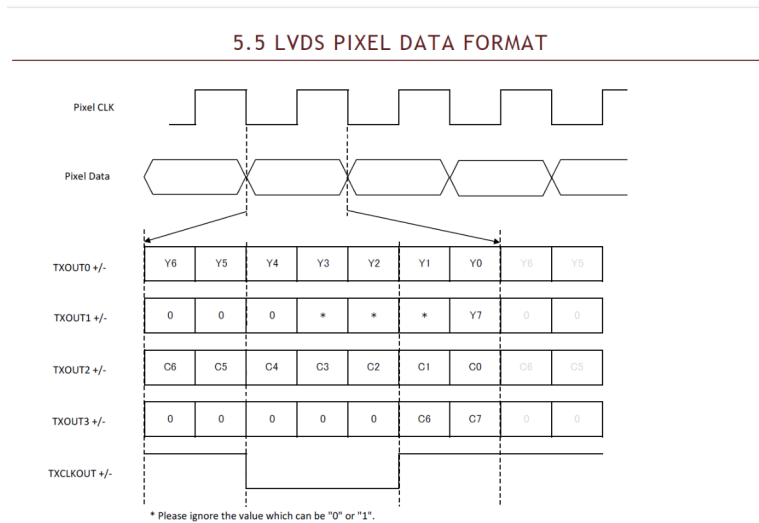 5.5 LVDS PIXEL DATA FORMAT
Pixel CLK
Pixel Data
TXOUT0 +/- Y6 Y5 Y4 Y3 Y2 Y1 Y0 Y6 Y5
TXOUT1 +/- 0 0 0 * * * Y7 0 0
TXOUT2 +/- C6 C5 C4 C3 C2 C1 C0 C6 C5
TXOUT3 +/- 0 0 0 0 0 C6 C7 0 0
TXCLKOUT +/-
* Please ignore the value which can be "0" or "1".